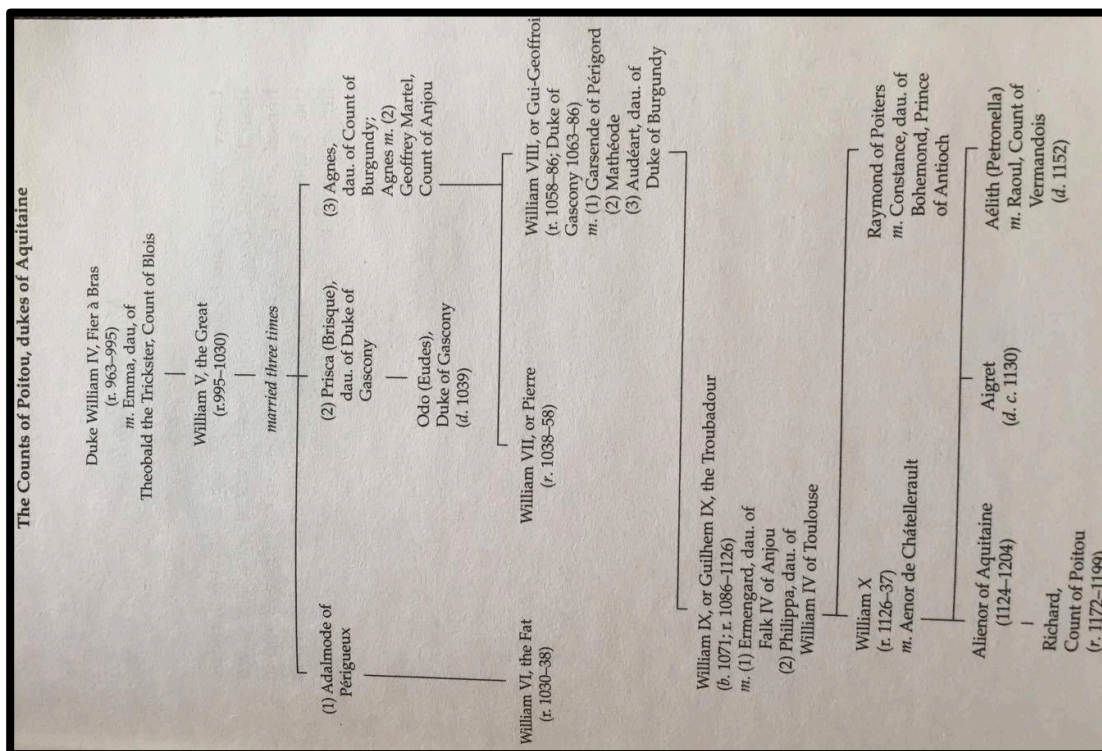 The Counts of Poitou, dukes of Aquitaine
Duke William IV, Fier à Bras
(r. 963–995)
m. Emma, dau, of
Theobald the Trickster, Count of Blois
William V, the Great
(r.995–1030)
married three times
(1) Adalmode of
Périgueux
(2) Prisca (Brisque),
dau. of Duke of
Gascony
(3) Agnes,
dau. of Count of
Burgundy;
Agnes m. (2)
Geoffrey Martel,
Count of Anjou
Odo (Eudes),
Duke of Gascony
(d. 1039)
William VI, the Fat
(r. 1030–38)
William VII, or Pierre
(r. 1038–58)
William VIII, or Gui-Geoffroi
(r. 1058–86; Duke of
Gascony 1063–86)
m. (1) Garsende of Périgord
(2) Mathéode
(3) Audéart, dau. of
Duke of Burgundy
William IX, or Guilhem IX, the Troubadour
(b. 1071; r. 1086–1126)
m. (1) Ermengard, dau. of
Falk IV of Anjou
(2) Philippa, dau. of
William IV of Toulouse
William X
(r. 1126–37)
m. Aenor de Chátellerault
Raymond of Poitiers
m. Constance, dau. of
Bohemond, Prince
of Antioch
Alienor of Aquitaine
(1124–1204)
Aigret
(d. c. 1130)
Aélith (Petronella)
m. Raoul, Count of
Vermandois
(d. 1152)
Richard,
Count of Poitou
(r. 1172–1199)